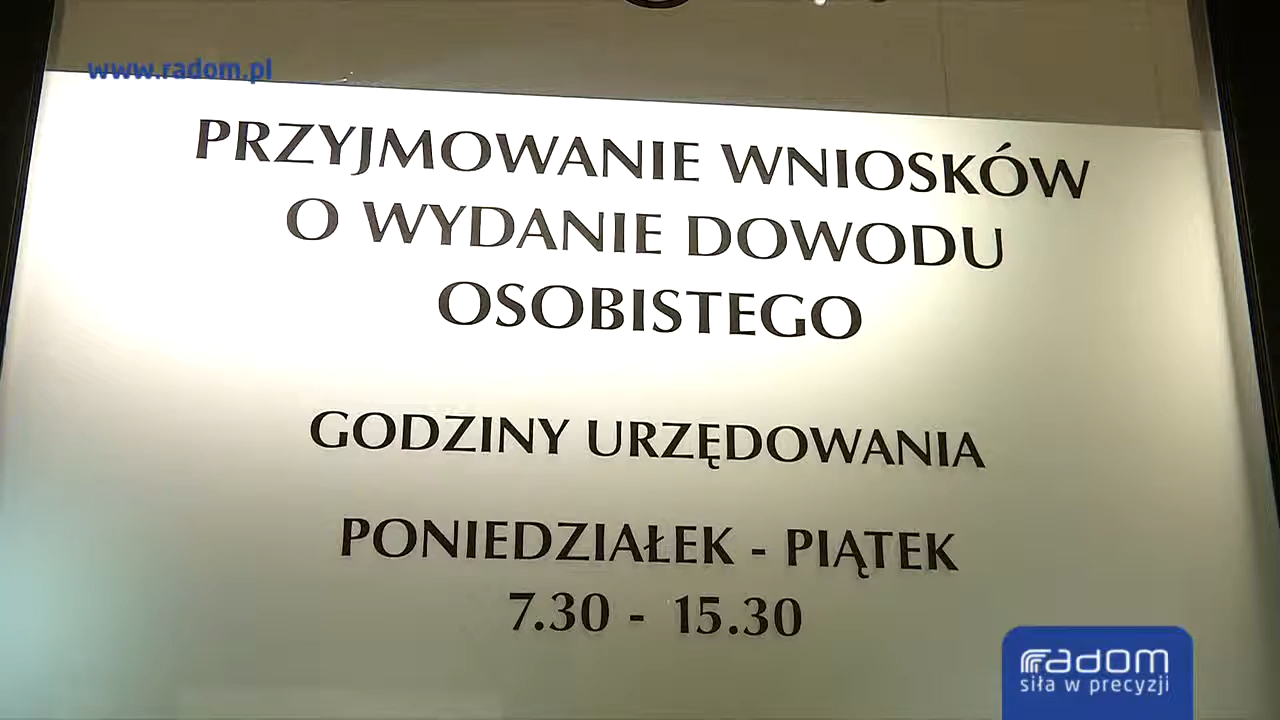 www.radom.pl
PRZYJMOWANIE WNIOSKÓW
O WYDANIE DOWODU
OSOBISTEGO
GODZINY URZĘDOWANIA
PONIEDZIAŁEK - PIĄTEK
7.30 - 15.30
radom
siła w precyzji